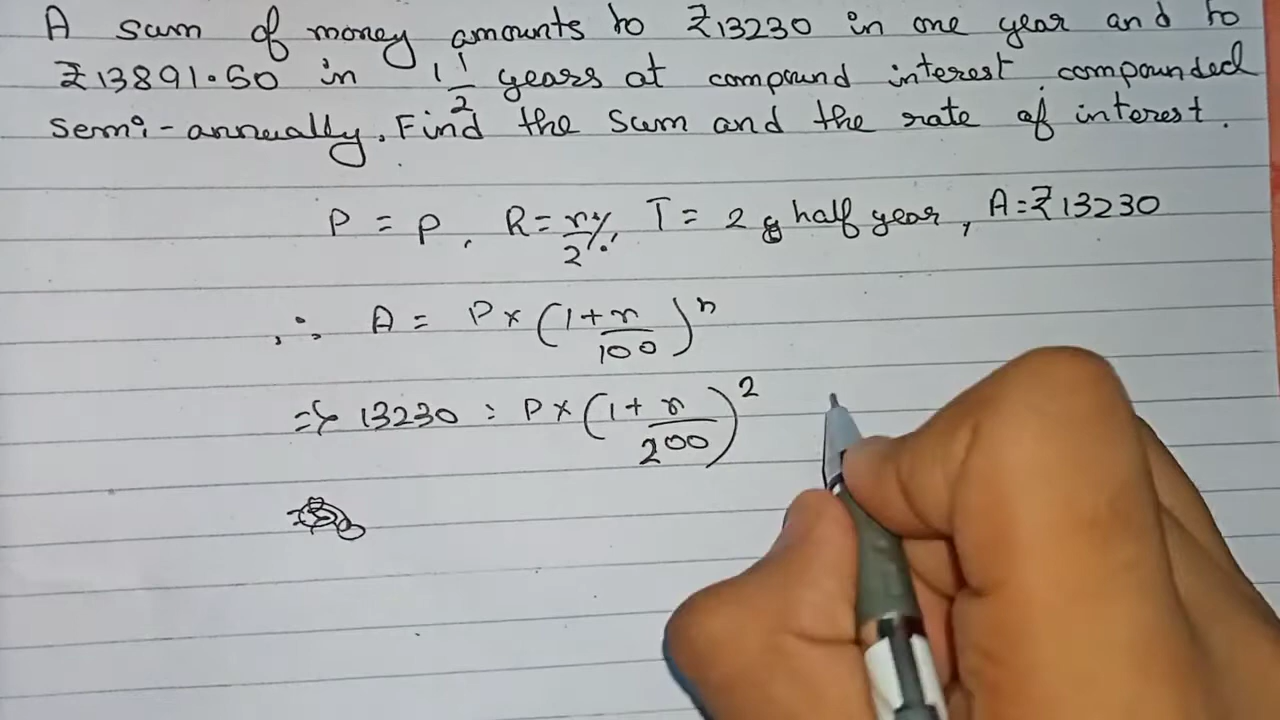 A sum of money amounts to ₹13230 in one year and to
₹13891.50 in 1 1/2 years at compound interest compounded
semi-annually. Find the sum and the rate of interest.
P = P, R = r/2 %, T = 2 half year, A = ₹13230
∴ A = P × (1 + r/100)^n
=> 13230 = P × (1 + r/200)^2